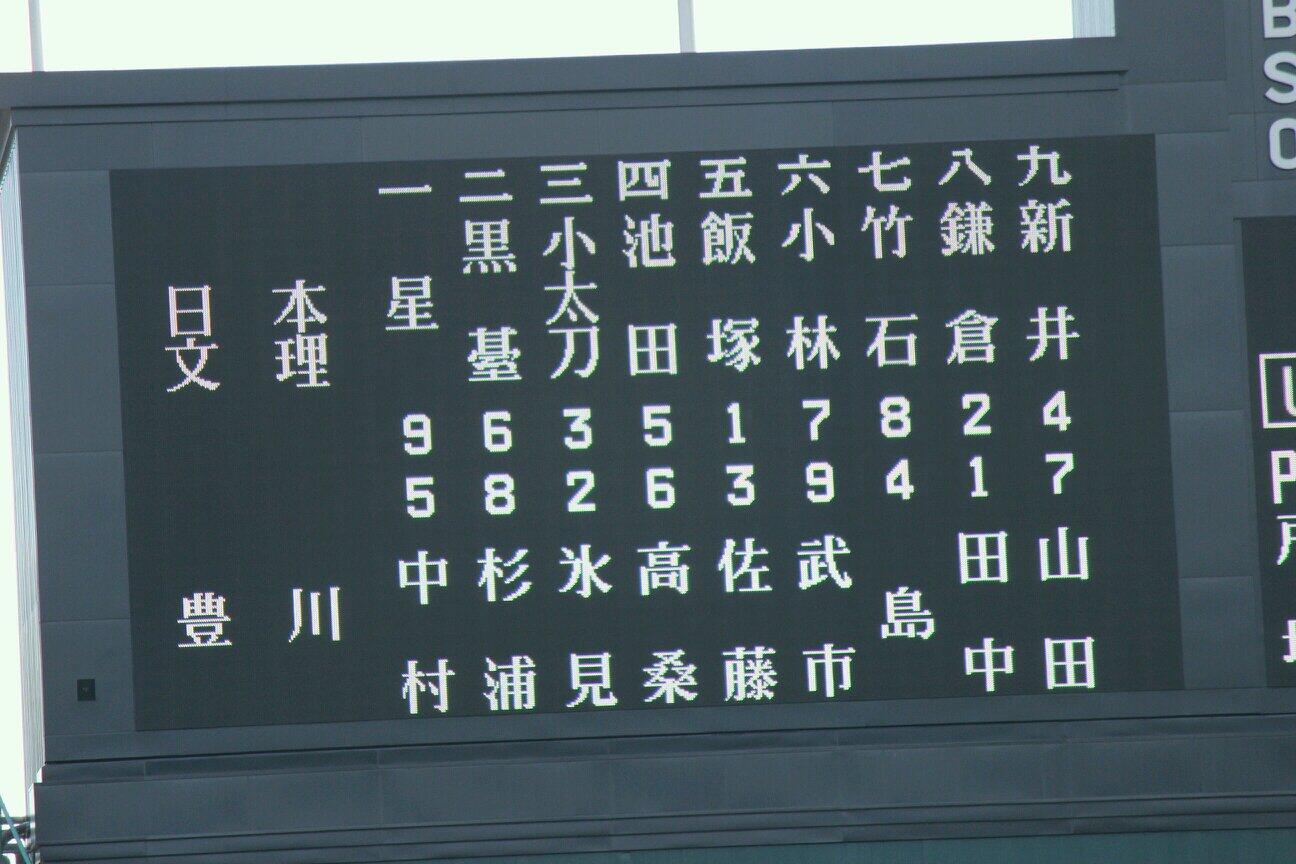 一 二 三 四 五 六 七 八 九
日本文理
星 黒臺 小太刀 池田 飯塚 小林 竹石 鎌倉 新井
9 6 3 5 1 7 8 2 4
5 8 2 6 3 9 4 1 7
豊川
中村 杉浦 氷見 高桑 佐藤 武市 島 田中 山田
B
S
O